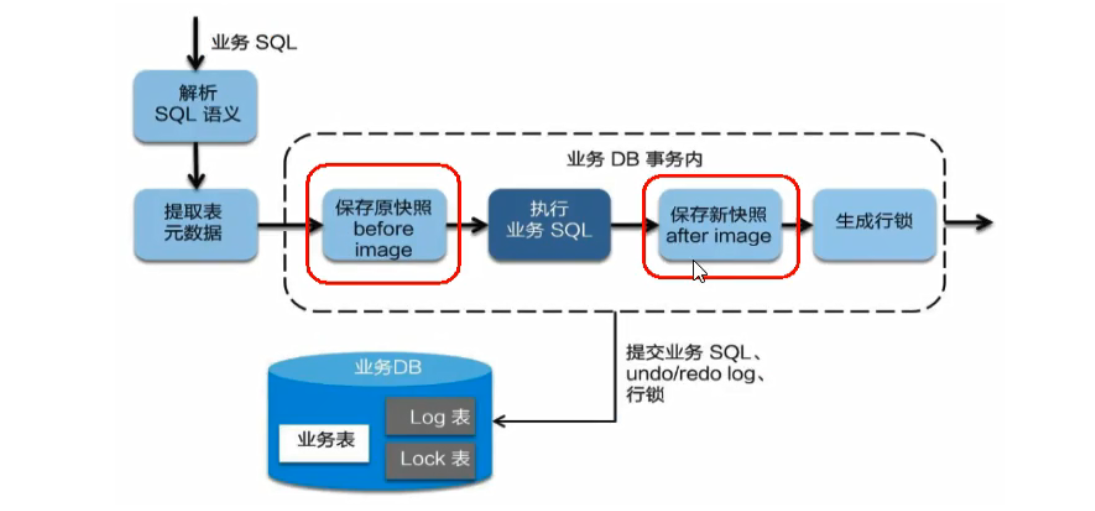 业务 SQL
解析
SQL 语义
业务 DB 事务内
提取表
元数据
保存原快照
before
image
执行
业务 SQL
保存新快照
after image
生成行锁
提交业务 SQL、
undo/redo log、
行锁
业务DB
Log 表
业务表
Lock 表